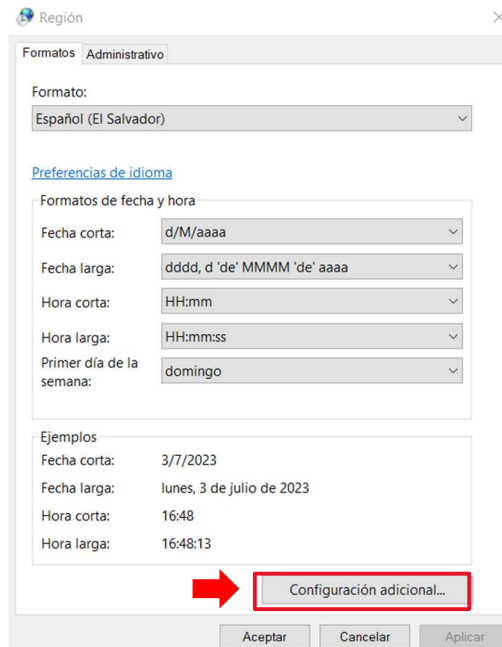 Región
Formatos Administrativo
Formato:
Español (El Salvador)
Preferencias de idioma
Formatos de fecha y hora
Fecha corta: d/M/aaaa
Fecha larga: dddd, d 'de' MMMM 'de' aaaa
Hora corta: HH:mm
Hora larga: HH:mm:ss
Primer día de la semana: domingo
Ejemplos
Fecha corta: 3/7/2023
Fecha larga: lunes, 3 de julio de 2023
Hora corta: 16:48
Hora larga: 16:48:13
Configuración adicional...
Aceptar Cancelar Aplicar